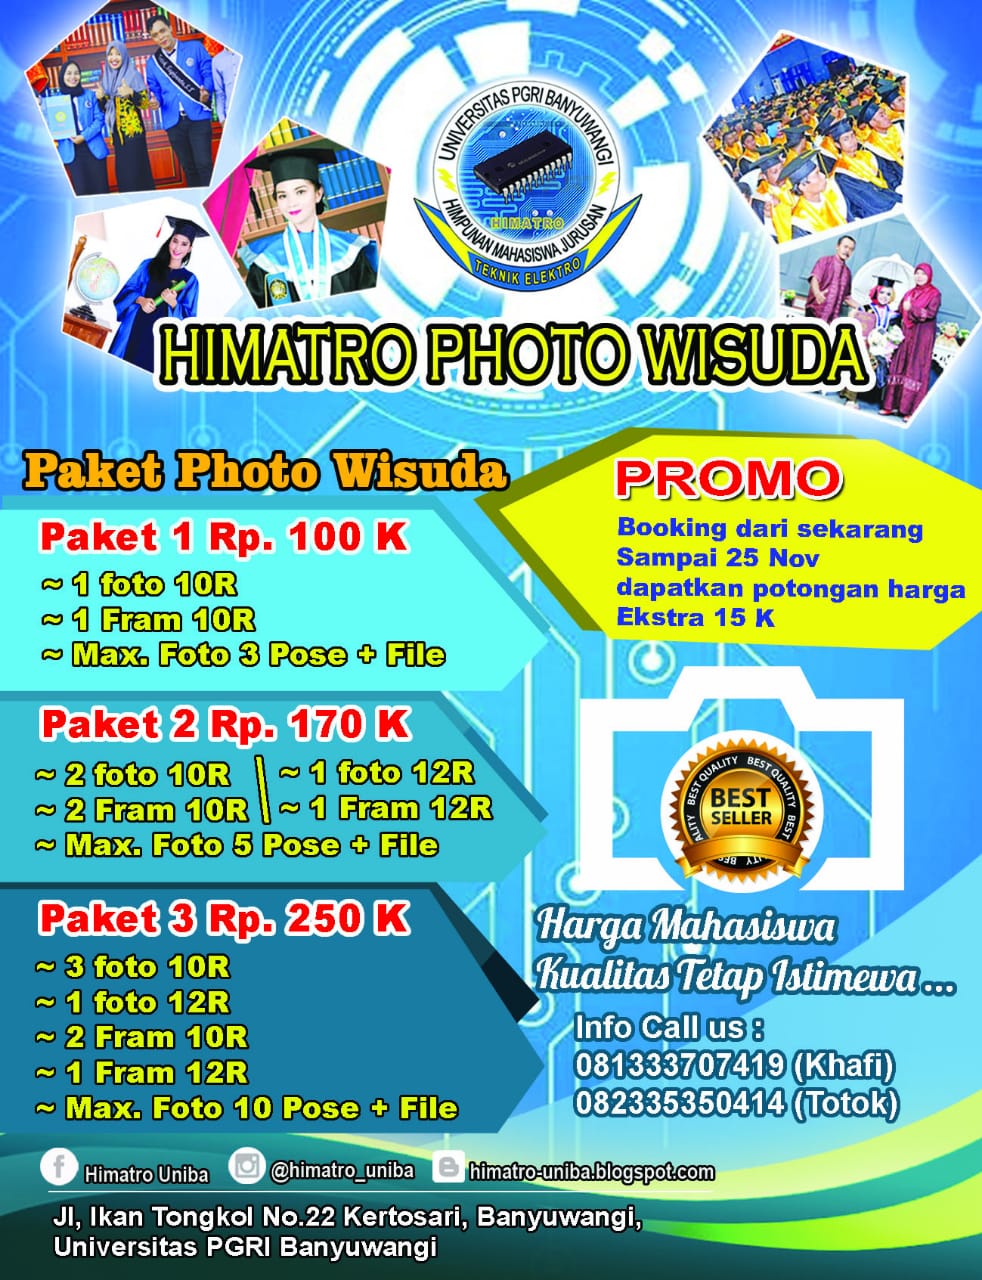 UNIVERSITAS PGRI BANYUWANGI
HIMATRO
HIMPUNAN MAHASISWA JURUSAN
TEKNIK ELEKTRO
HIMATRO PHOTO WISUDA
Paket Photo Wisuda
Paket 1 Rp. 100 K
~ 1 foto 10R
~ 1 Fram 10R
~ Max. Foto 3 Pose + File
PROMO
Booking dari sekarang
Sampai 25 Nov
dapatkan potongan harga
Ekstra 15 K
Paket 2 Rp. 170 K
~ 2 foto 10R \ ~ 1 foto 12R
~ 2 Fram 10R \ ~ 1 Fram 12R
~ Max. Foto 5 Pose + File
BEST QUALITY BEST QUALITY BEST
BEST
SELLER
ALITY BES
Paket 3 Rp. 250 K
~ 3 foto 10R
~ 1 foto 12R
~ 2 Fram 10R
~ 1 Fram 12R
~ Max. Foto 10 Pose + File
Harga Mahasiswa
Kualitas Tetap Istimewa ...
Info Call us :
081333707419 (Khafi)
082335350414 (Totok)
Himatro Uniba @himatro_uniba himatro-uniba.blogspot.com
Jl, Ikan Tongkol No.22 Kertosari, Banyuwangi,
Universitas PGRI Banyuwangi